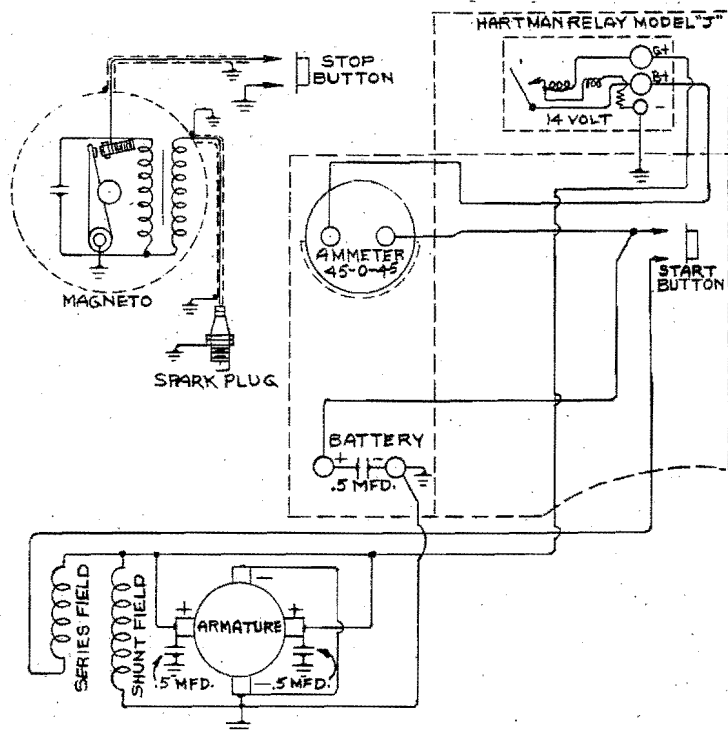 HARTMAN RELAY MODEL "J"
STOP
BUTTON
G+
B+
-
14 VOLT
AMMETER
45-0-45
START
BUTTON
MAGNETO
SPARK PLUG
BATTERY
+ -
.5 MFD.
SERIES FIELD
SHUNT FIELD
-
+ +
ARMATURE
.5 MFD.
- .5 MFD.